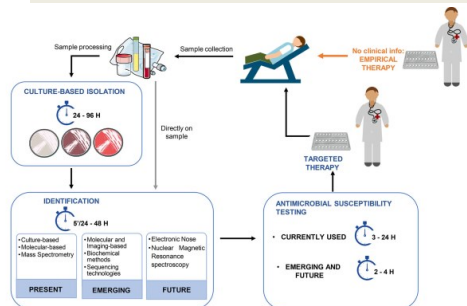 Sample processing
Sample collection
No clinical info:
EMPIRICAL
THERAPY
CULTURE-BASED ISOLATION
24 - 96 H
Directly on
sample
TARGETED
THERAPY
IDENTIFICATION
5'/24 - 48 H
•Culture-based
•Molecular-based
•Mass Spectrometry
PRESENT
• Molecular and
Imaging-based
• Biochemical
methods
• Sequencing
technologies
EMERGING
• Electronic Nose
• Nuclear Magnetic
Resonance
spectroscopy
FUTURE
ANTIMICROBIAL SUSCEPTIBILITY
TESTING
• CURRENTLY USED
3 - 24 H
• EMERGING AND
FUTURE
2 - 4 H